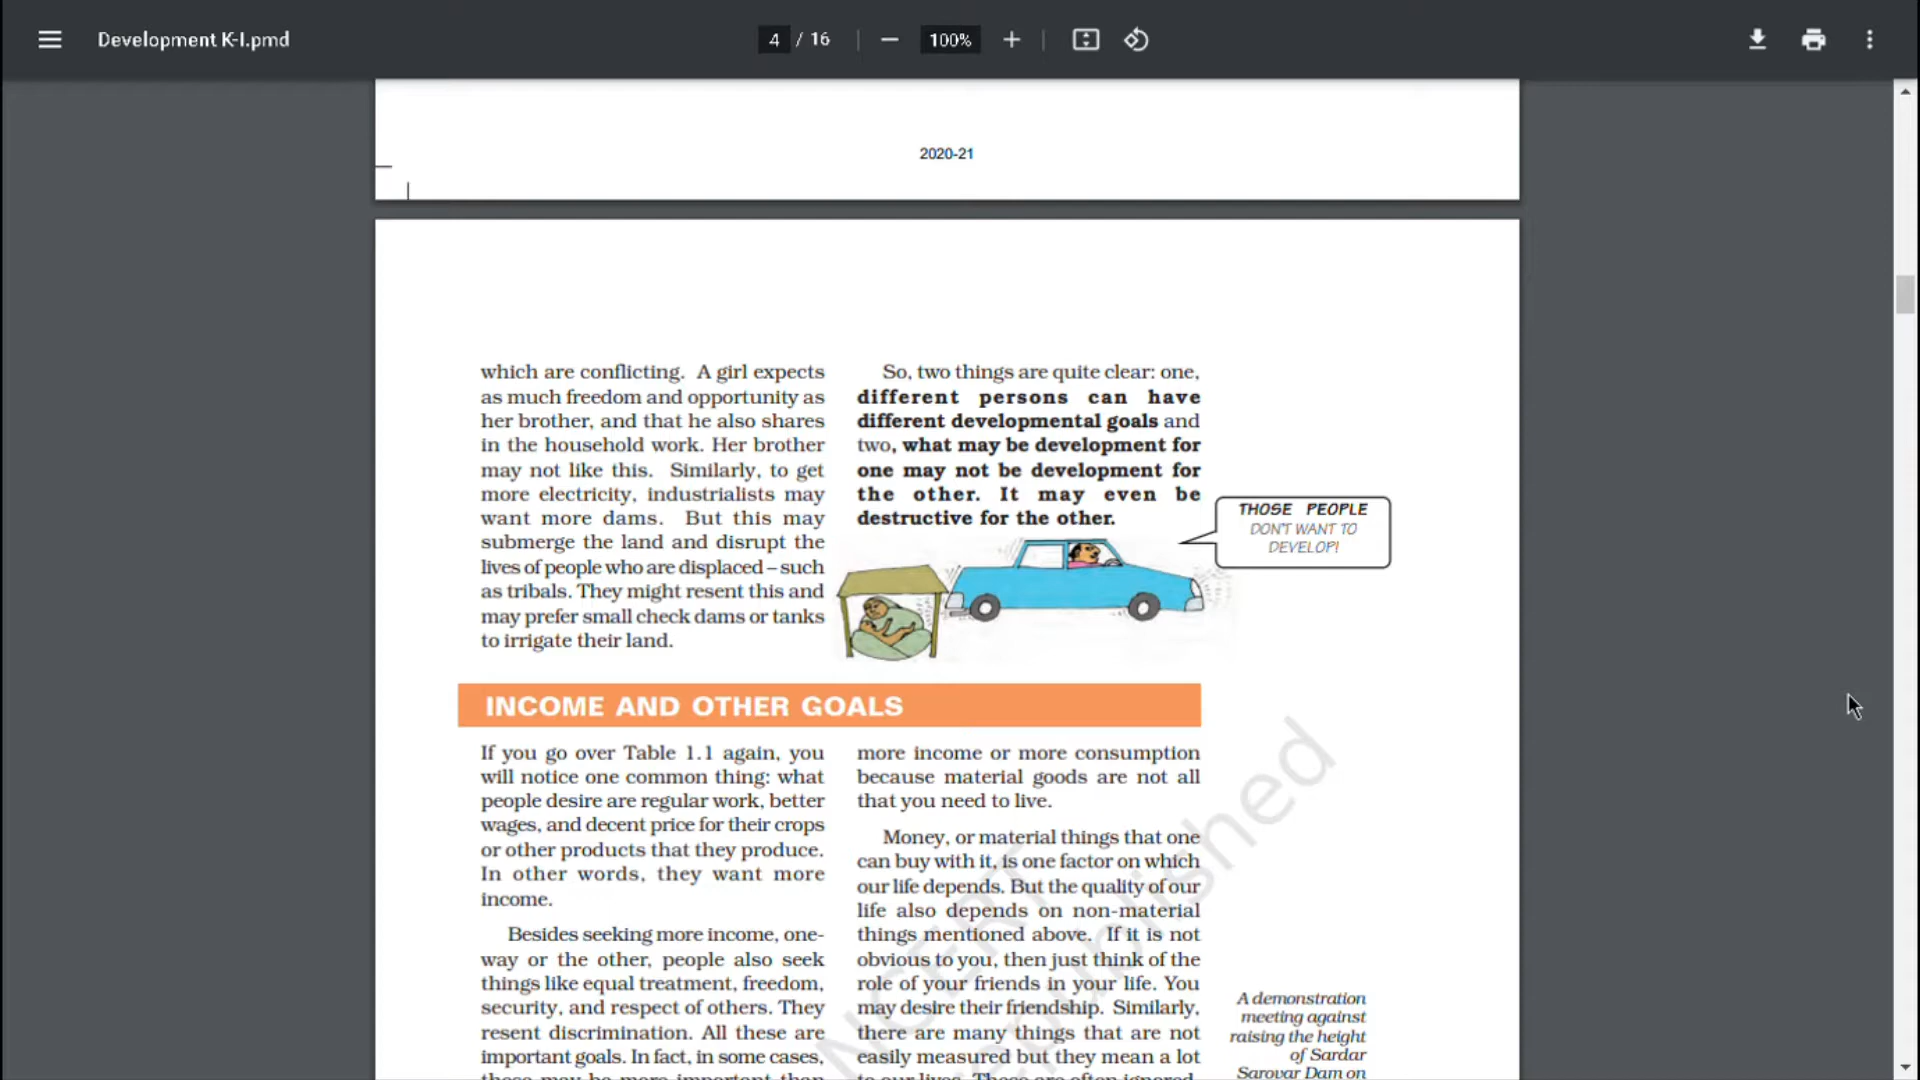 Development K-I.pmd
4 / 16
100%
2020-21
which are conflicting. A girl expects
as much freedom and opportunity as
her brother, and that he also shares
in the household work. Her brother
may not like this. Similarly, to get
more electricity, industrialists may
want more dams. But this may
submerge the land and disrupt the
lives of people who are displaced – such
as tribals. They might resent this and
may prefer small check dams or tanks
to irrigate their land.
So, two things are quite clear: one,
different persons can have
different developmental goals and
two, what may be development for
one may not be development for
the other. It may even be
destructive for the other.
THOSE PEOPLE
DON'T WANT TO
DEVELOP!
INCOME AND OTHER GOALS
If you go over Table 1.1 again, you
will notice one common thing: what
people desire are regular work, better
wages, and decent price for their crops
or other products that they produce.
In other words, they want more
income.
Besides seeking more income, one-
way or the other, people also seek
things like equal treatment, freedom,
security, and respect of others. They
resent discrimination. All these are
important goals. In fact, in some cases,
these may be more important than
more income or more consumption
because material goods are not all
that you need to live.
Money, or material things that one
can buy with it, is one factor on which
our life depends. But the quality of our
life also depends on non-material
things mentioned above. If it is not
obvious to you, then just think of the
role of your friends in your life. You
may desire their friendship. Similarly,
there are many things that are not
easily measured but they mean a lot
to our lives. These are often ignored.
A demonstration
meeting against
raising the height
of Sardar
Sarovar Dam on
NCERT
republished